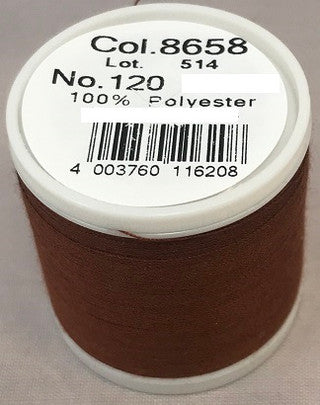 Col.8658
Lot. 514
No.120
100% Polyester
4 003760 116208